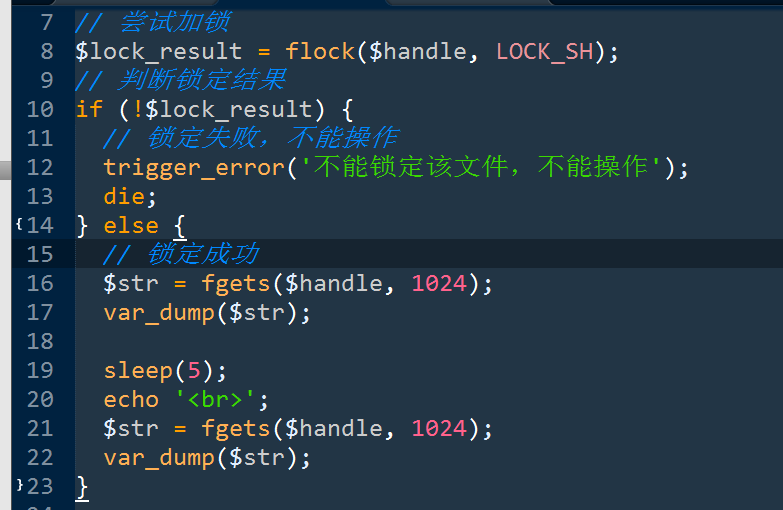 7 // 尝试加锁
8 $lock_result = flock($handle, LOCK_SH);
9 // 判断锁定结果
10 if (!$lock_result) {
11 // 锁定失败，不能操作
12 trigger_error('不能锁定该文件，不能操作');
13 die;
14 } else {
15 // 锁定成功
16 $str = fgets($handle, 1024);
17 var_dump($str);
18
19 sleep(5);
20 echo '<br>';
21 $str = fgets($handle, 1024);
22 var_dump($str);
23 }